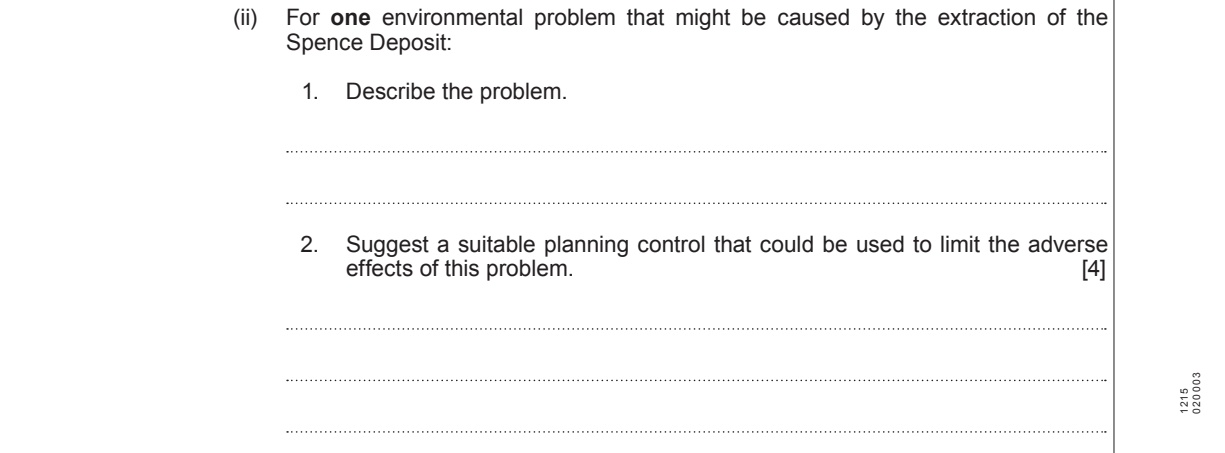 (ii) For one environmental problem that might be caused by the extraction of the
Spence Deposit:
1. Describe the problem.
2. Suggest a suitable planning control that could be used to limit the adverse
effects of this problem. [4]
1215
020003